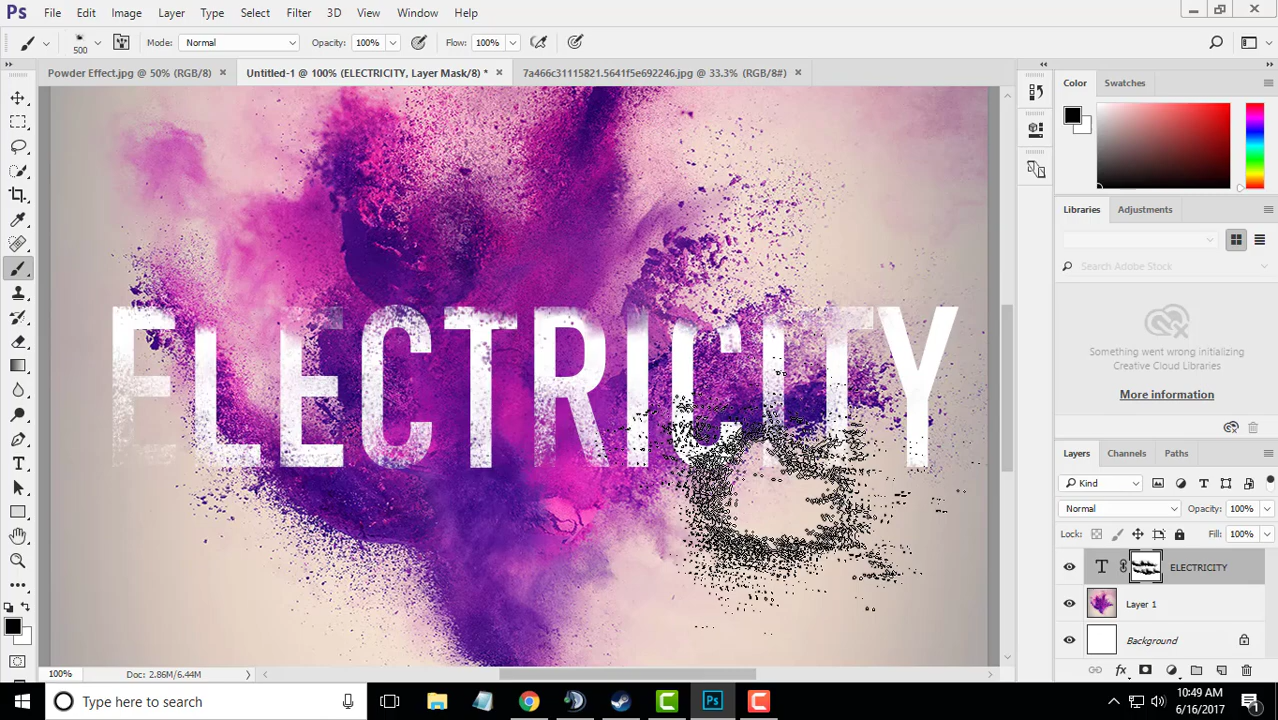 Ps File Edit Image Layer Type Select Filter 3D View Window Help
500 Mode: Normal Opacity: 100% Flow: 100%
Powder Effect.jpg @ 50% (RGB/8) × Untitled-1 @ 100% (ELECTRICITY, Layer Mask/8) * × 7a466c31115821.5641f5e692246.jpg @ 33.3% (RGB/8#) ×
Color Swatches
Libraries Adjustments
Search Adobe Stock
Something went wrong initializing
Creative Cloud Libraries
More information
ELECTRICITY
Layers Channels Paths
Kind
Normal Opacity: 100%
Lock: Fill: 100%
T ELECTRICITY
Layer 1
Background
100% Doc: 2.86M/6.44M
Type here to search
Ps
10:49 AM
6/16/2017
1